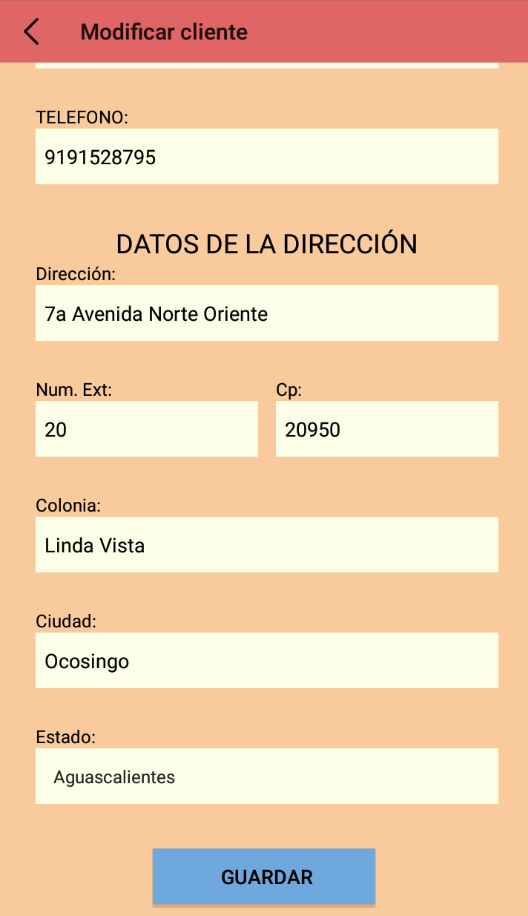 Modificar cliente
TELEFONO:
9191528795
DATOS DE LA DIRECCIÓN
Dirección:
7a Avenida Norte Oriente
Num. Ext:
Cp:
20
20950
Colonia:
Linda Vista
Ciudad:
Ocosingo
Estado:
Aguascalientes
GUARDAR